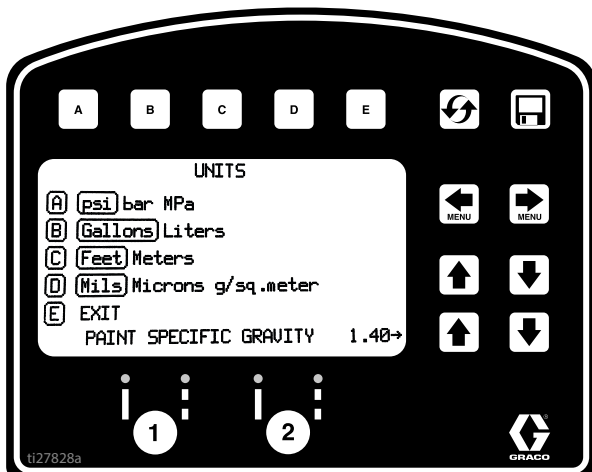 A B C D E
UNITS
A psi bar MPa
MENU MENU
B Gallons Liters
C Feet Meters
D Mils Microns g/sq.meter
E EXIT
PAINT SPECIFIC GRAVITY 1.40→
1 2
ti27828a
GRACO